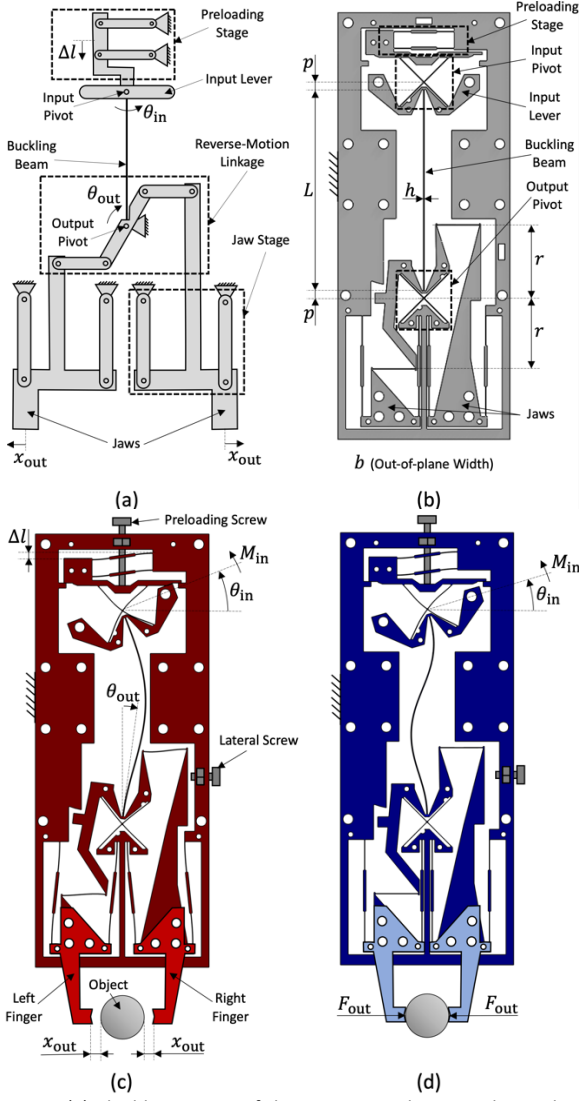 Preloading
Stage
Δl
Input Lever
Input
Pivot
θin
Buckling
Beam
Reverse-Motion
Linkage
θout
Output
Pivot
Jaw Stage
Jaws
xout
xout
(a)
Preloading
Stage
p
Input
Pivot
Input
Lever
L
Buckling
Beam
h
Output
Pivot
r
p
r
Jaws
b (Out-of-plane Width)
(b)
Preloading Screw
Δl
Min
θin
θout
Lateral Screw
Left
Finger
Object
Right
Finger
xout
xout
(c)
Min
θin
Fout
Fout
(d)